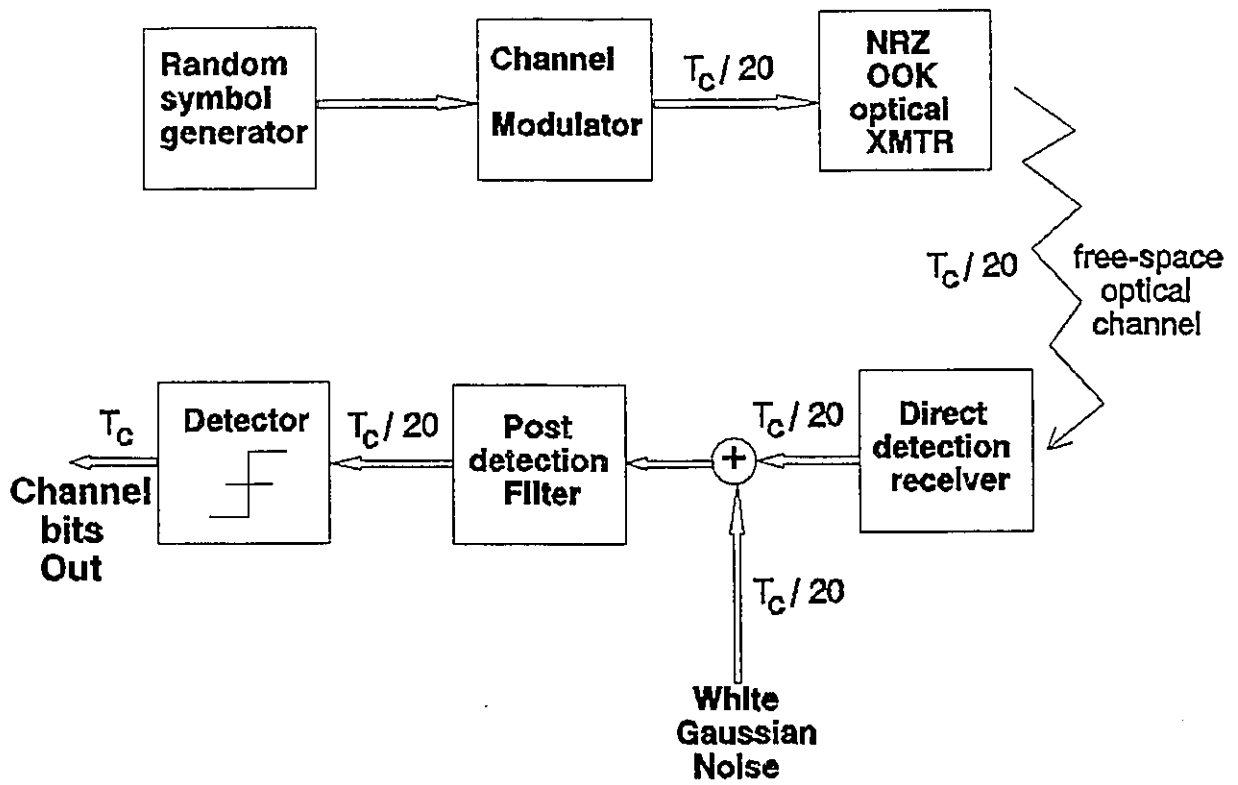 Random
symbol
generator
Channel
Modulator
T_C / 20
NRZ
OOK
optical
XMTR
T_C / 20
free-space
optical
channel
Direct
detection
receiver
T_C / 20
+
T_C / 20
White
Gaussian
Noise
Post
detection
Filter
T_C / 20
Detector
T_C
Channel
bits
Out